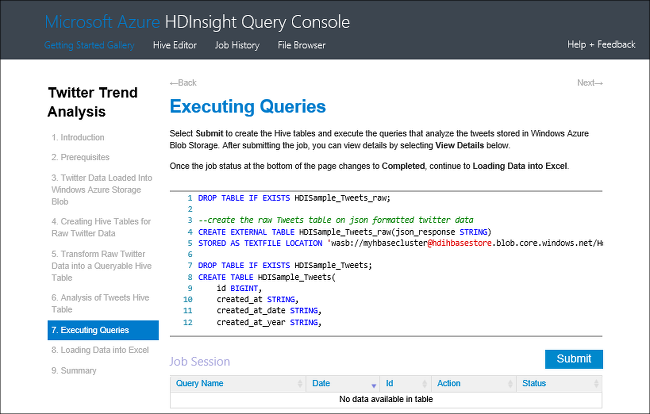 Microsoft Azure HDInsight Query Console
Getting Started Gallery Hive Editor Job History File Browser Help + Feedback
Twitter Trend
Analysis
1. Introduction
2. Prerequisites
3. Twitter Data Loaded Into
Windows Azure Storage
Blob
4. Creating Hive Tables for
Raw Twitter Data
5. Transform Raw Twitter
Data into a Queryable Hive
Table
6. Analysis of Tweets Hive
Table
7. Executing Queries
8. Loading Data into Excel
9. Summary
←Back Next→
Executing Queries
Select Submit to create the Hive tables and execute the queries that analyze the tweets stored in Windows Azure
Blob Storage. After submitting the job, you can view details by selecting View Details below.
Once the job status at the bottom of the page changes to Completed, continue to Loading Data into Excel.
1 DROP TABLE IF EXISTS HDISample_Tweets_raw;
2
3 --create the raw Tweets table on json formatted twitter data
4 CREATE EXTERNAL TABLE HDISample_Tweets_raw(json_response STRING)
5 STORED AS TEXTFILE LOCATION 'wasb://myhbasecluster@hdihbasestore.blob.core.windows.net/H
6
7 DROP TABLE IF EXISTS HDISample_Tweets;
8 CREATE TABLE HDISample_Tweets(
9 id BIGINT,
10 created_at STRING,
11 created_at_date STRING,
12 created_at_year STRING,
Job Session Submit
Query Name Date Id Action Status
No data available in table